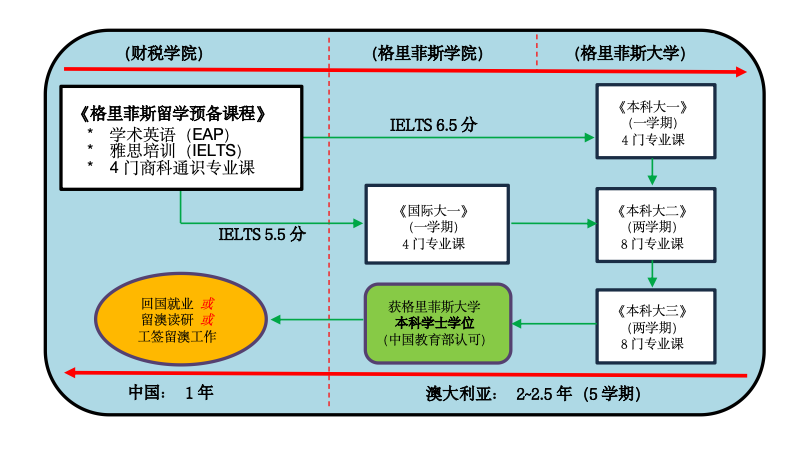 （财税学院）
（格里菲斯学院）
（格里菲斯大学）
《格里菲斯留学预备课程》
* 学术英语（EAP）
* 雅思培训（IELTS）
* 4 门商科通识专业课
IELTS 6.5 分
《本科大一》
(一学期)
4 门专业课
IELTS 5.5 分
《国际大一》
(一学期)
4 门专业课
《本科大二》
(两学期)
8 门专业课
回国就业 或
留澳读研 或
工签留澳工作
获格里菲斯大学
本科学士学位
(中国教育部认可)
《本科大三》
(两学期)
8 门专业课
中国： 1 年
澳大利亚： 2~2.5 年（5 学期）